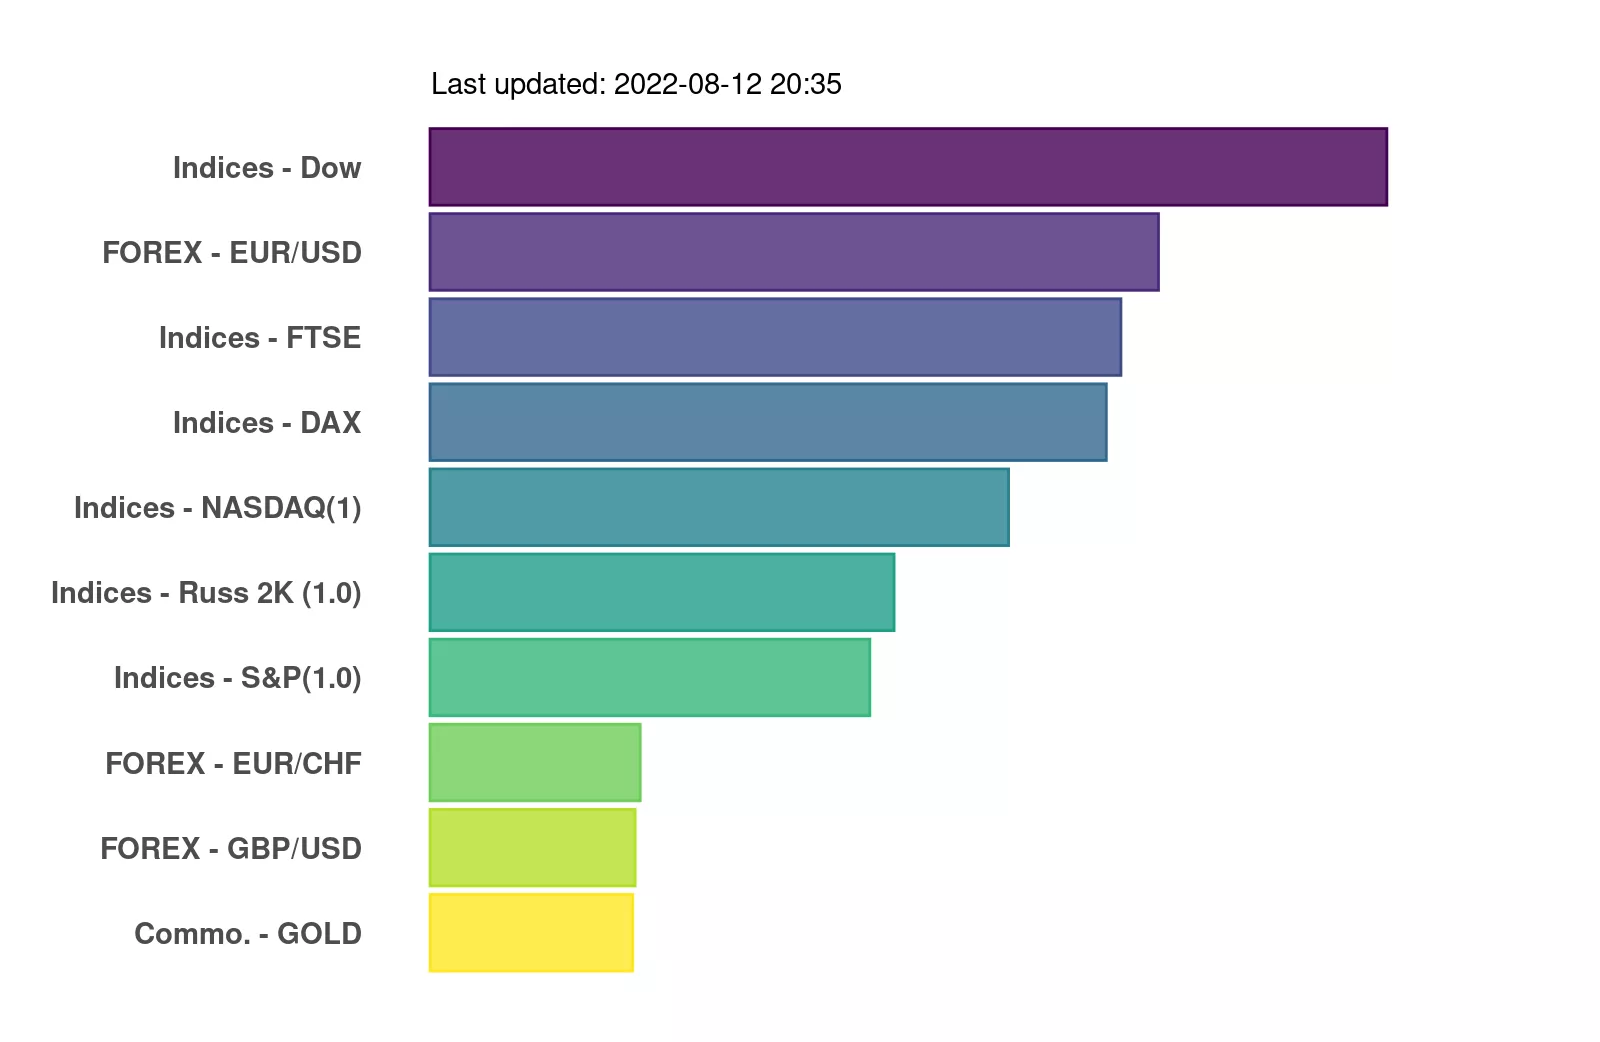 Last updated: 2022-08-12 20:35
Indices - Dow
FOREX - EUR/USD
Indices - FTSE
Indices - DAX
Indices - NASDAQ(1)
Indices - Russ 2K (1.0)
Indices - S&P(1.0)
FOREX - EUR/CHF
FOREX - GBP/USD
Commo. - GOLD